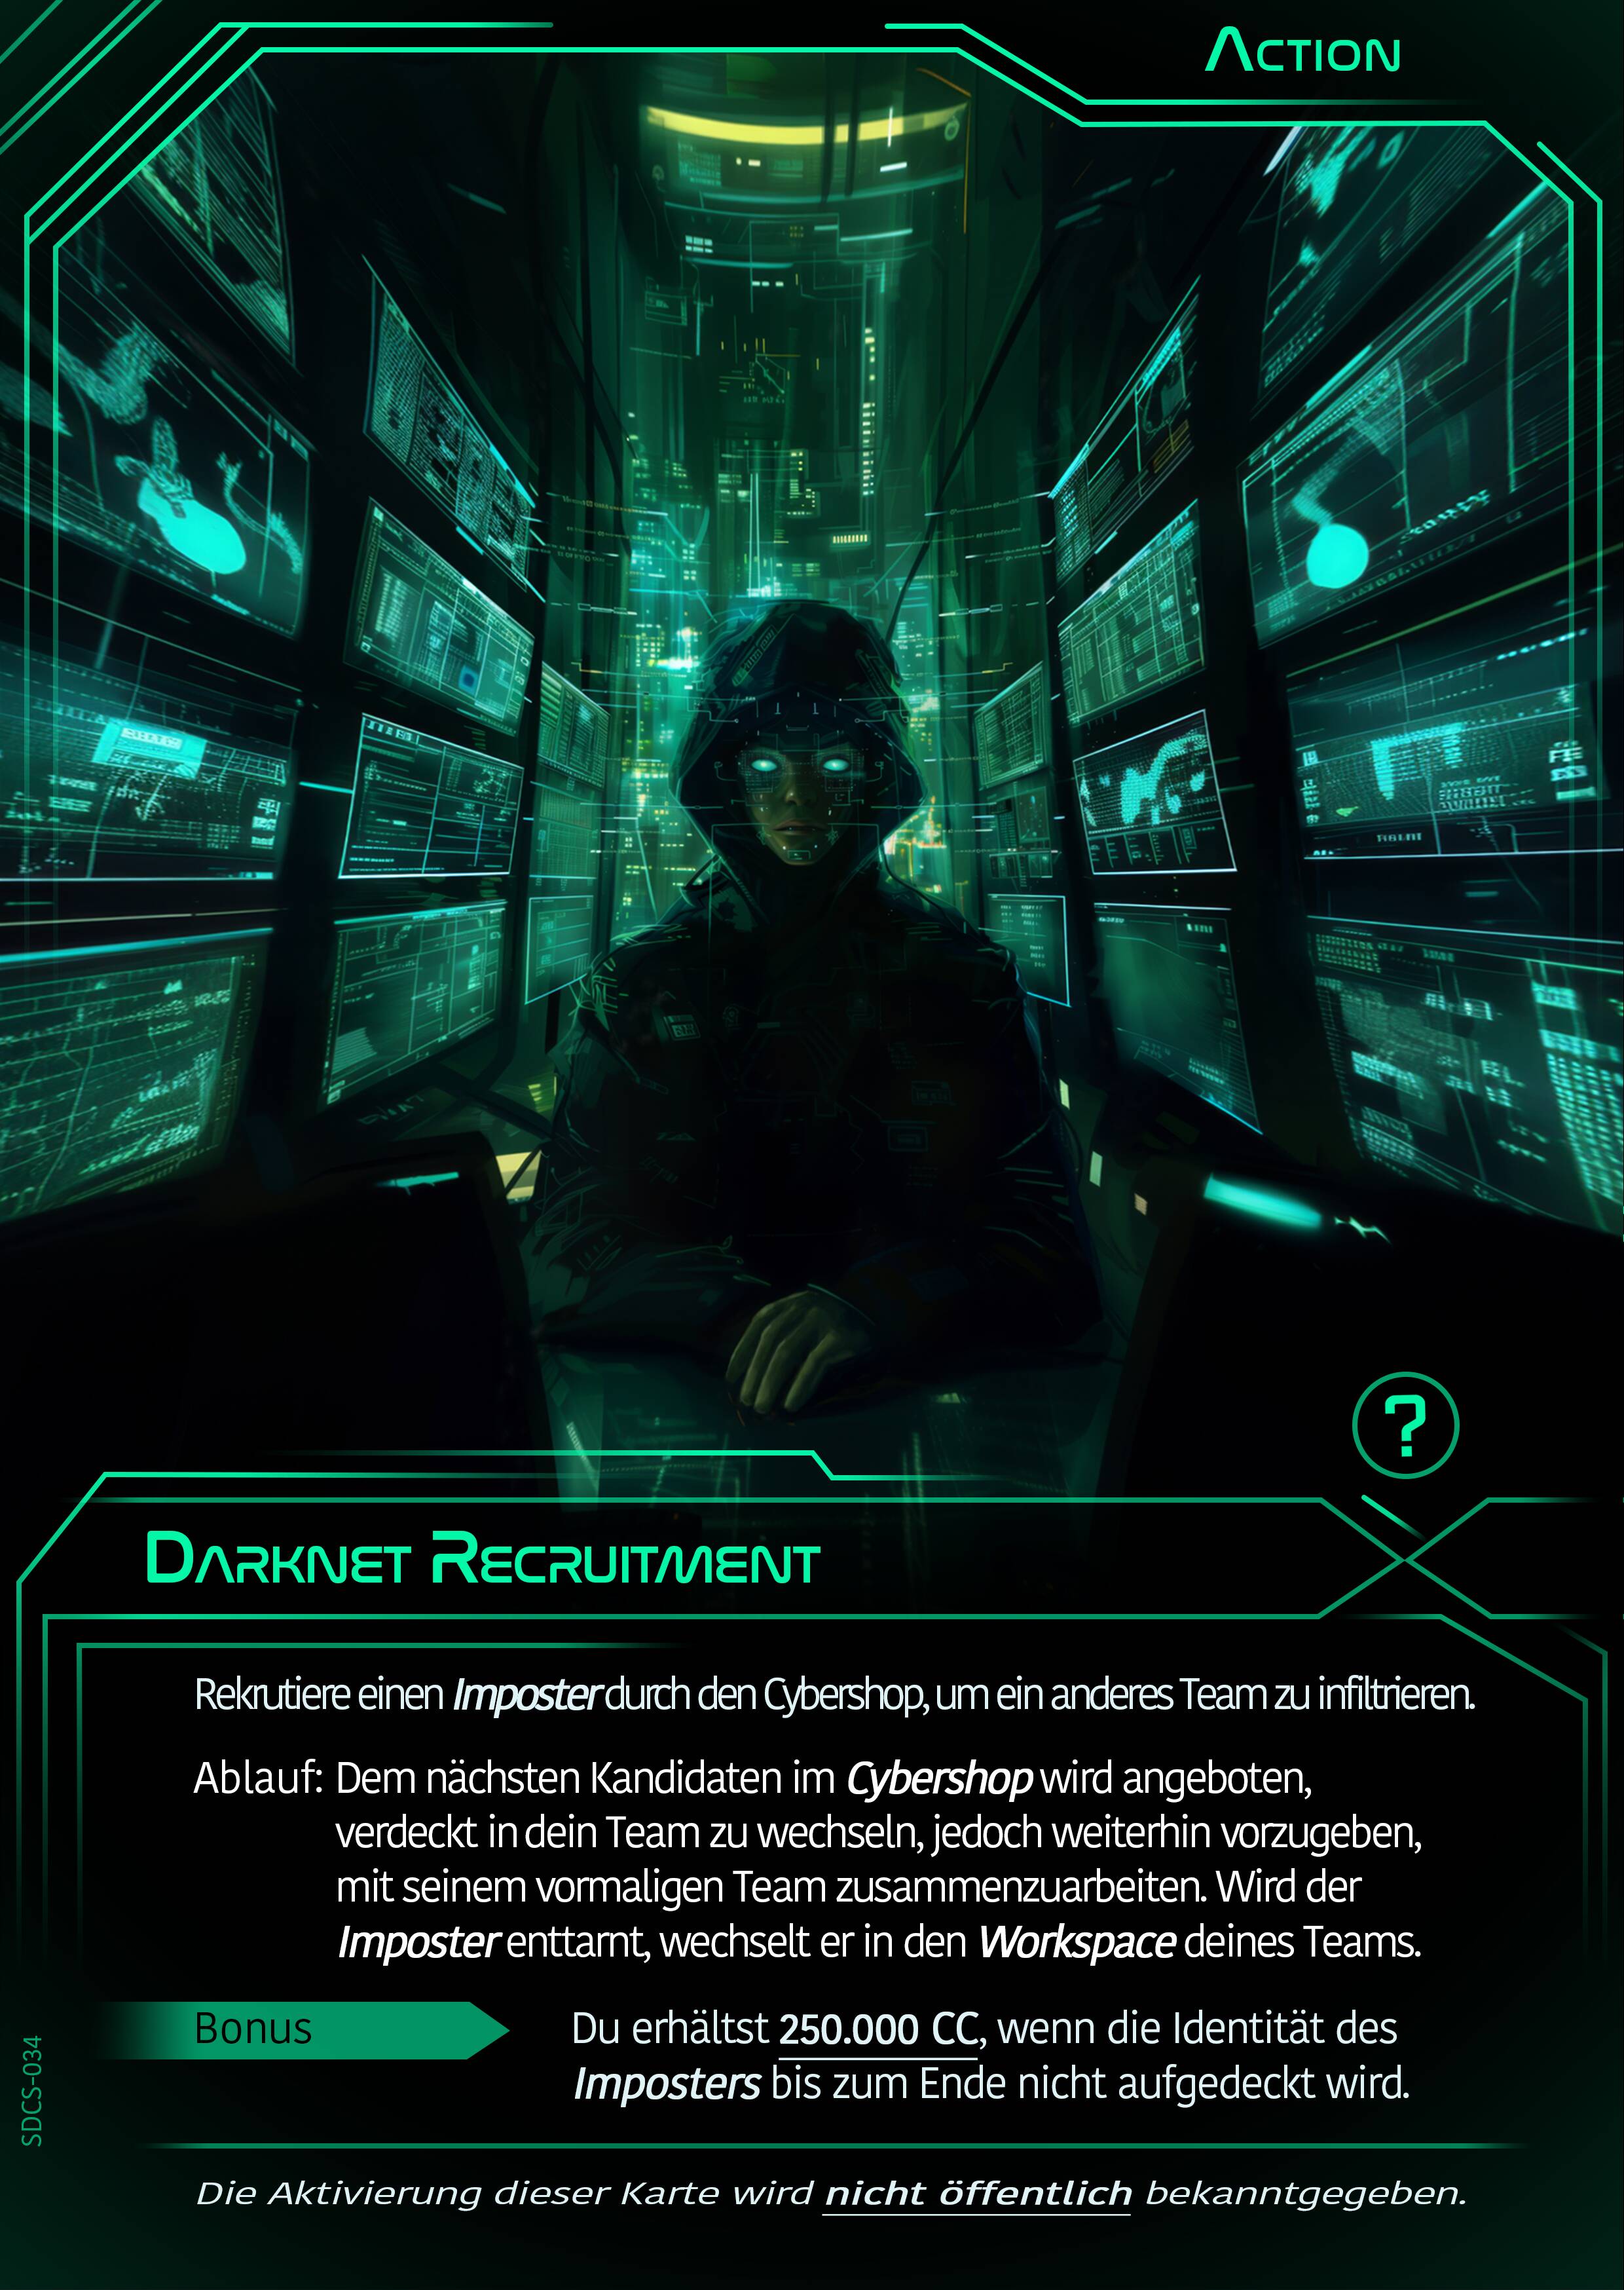 Action
?
Darknet Recruitment
Rekrutiere einen Imposter durch den Cybershop, um ein anderes Team zu infiltrieren.
Ablauf: Dem nächsten Kandidaten im Cybershop wird angeboten,
verdeckt in dein Team zu wechseln, jedoch weiterhin vorzugeben,
mit seinem vormaligen Team zusammenzuarbeiten. Wird der
Imposter enttarnt, wechselt er in den Workspace deines Teams.
Bonus Du erhältst 250.000 CC, wenn die Identität des
Imposters bis zum Ende nicht aufgedeckt wird.
SDCS-034
Die Aktivierung dieser Karte wird nicht öffentlich bekanntgegeben.